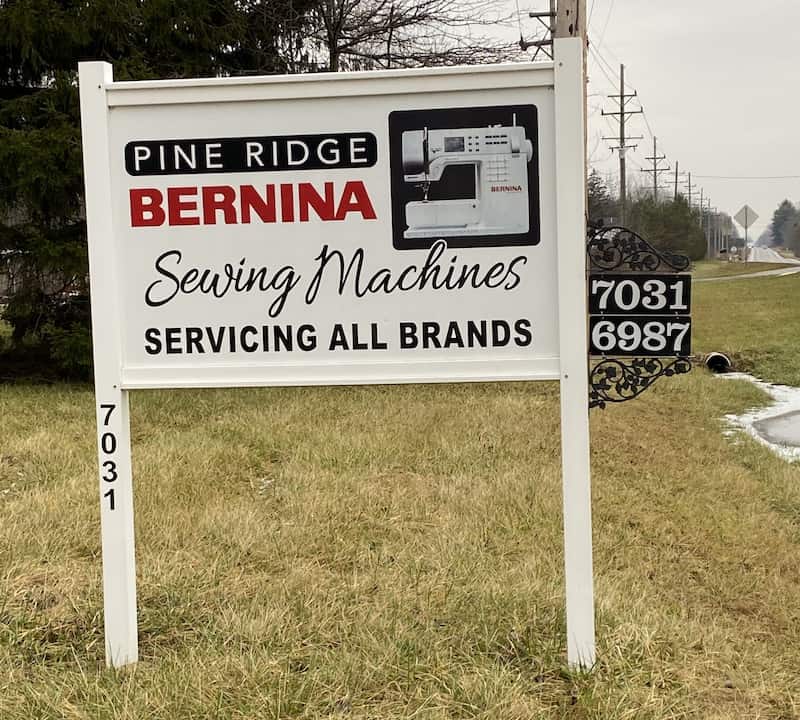 PINE RIDGE
BERNINA
BERNINA
Sewing Machines
SERVICING ALL BRANDS
7031
7031
6987